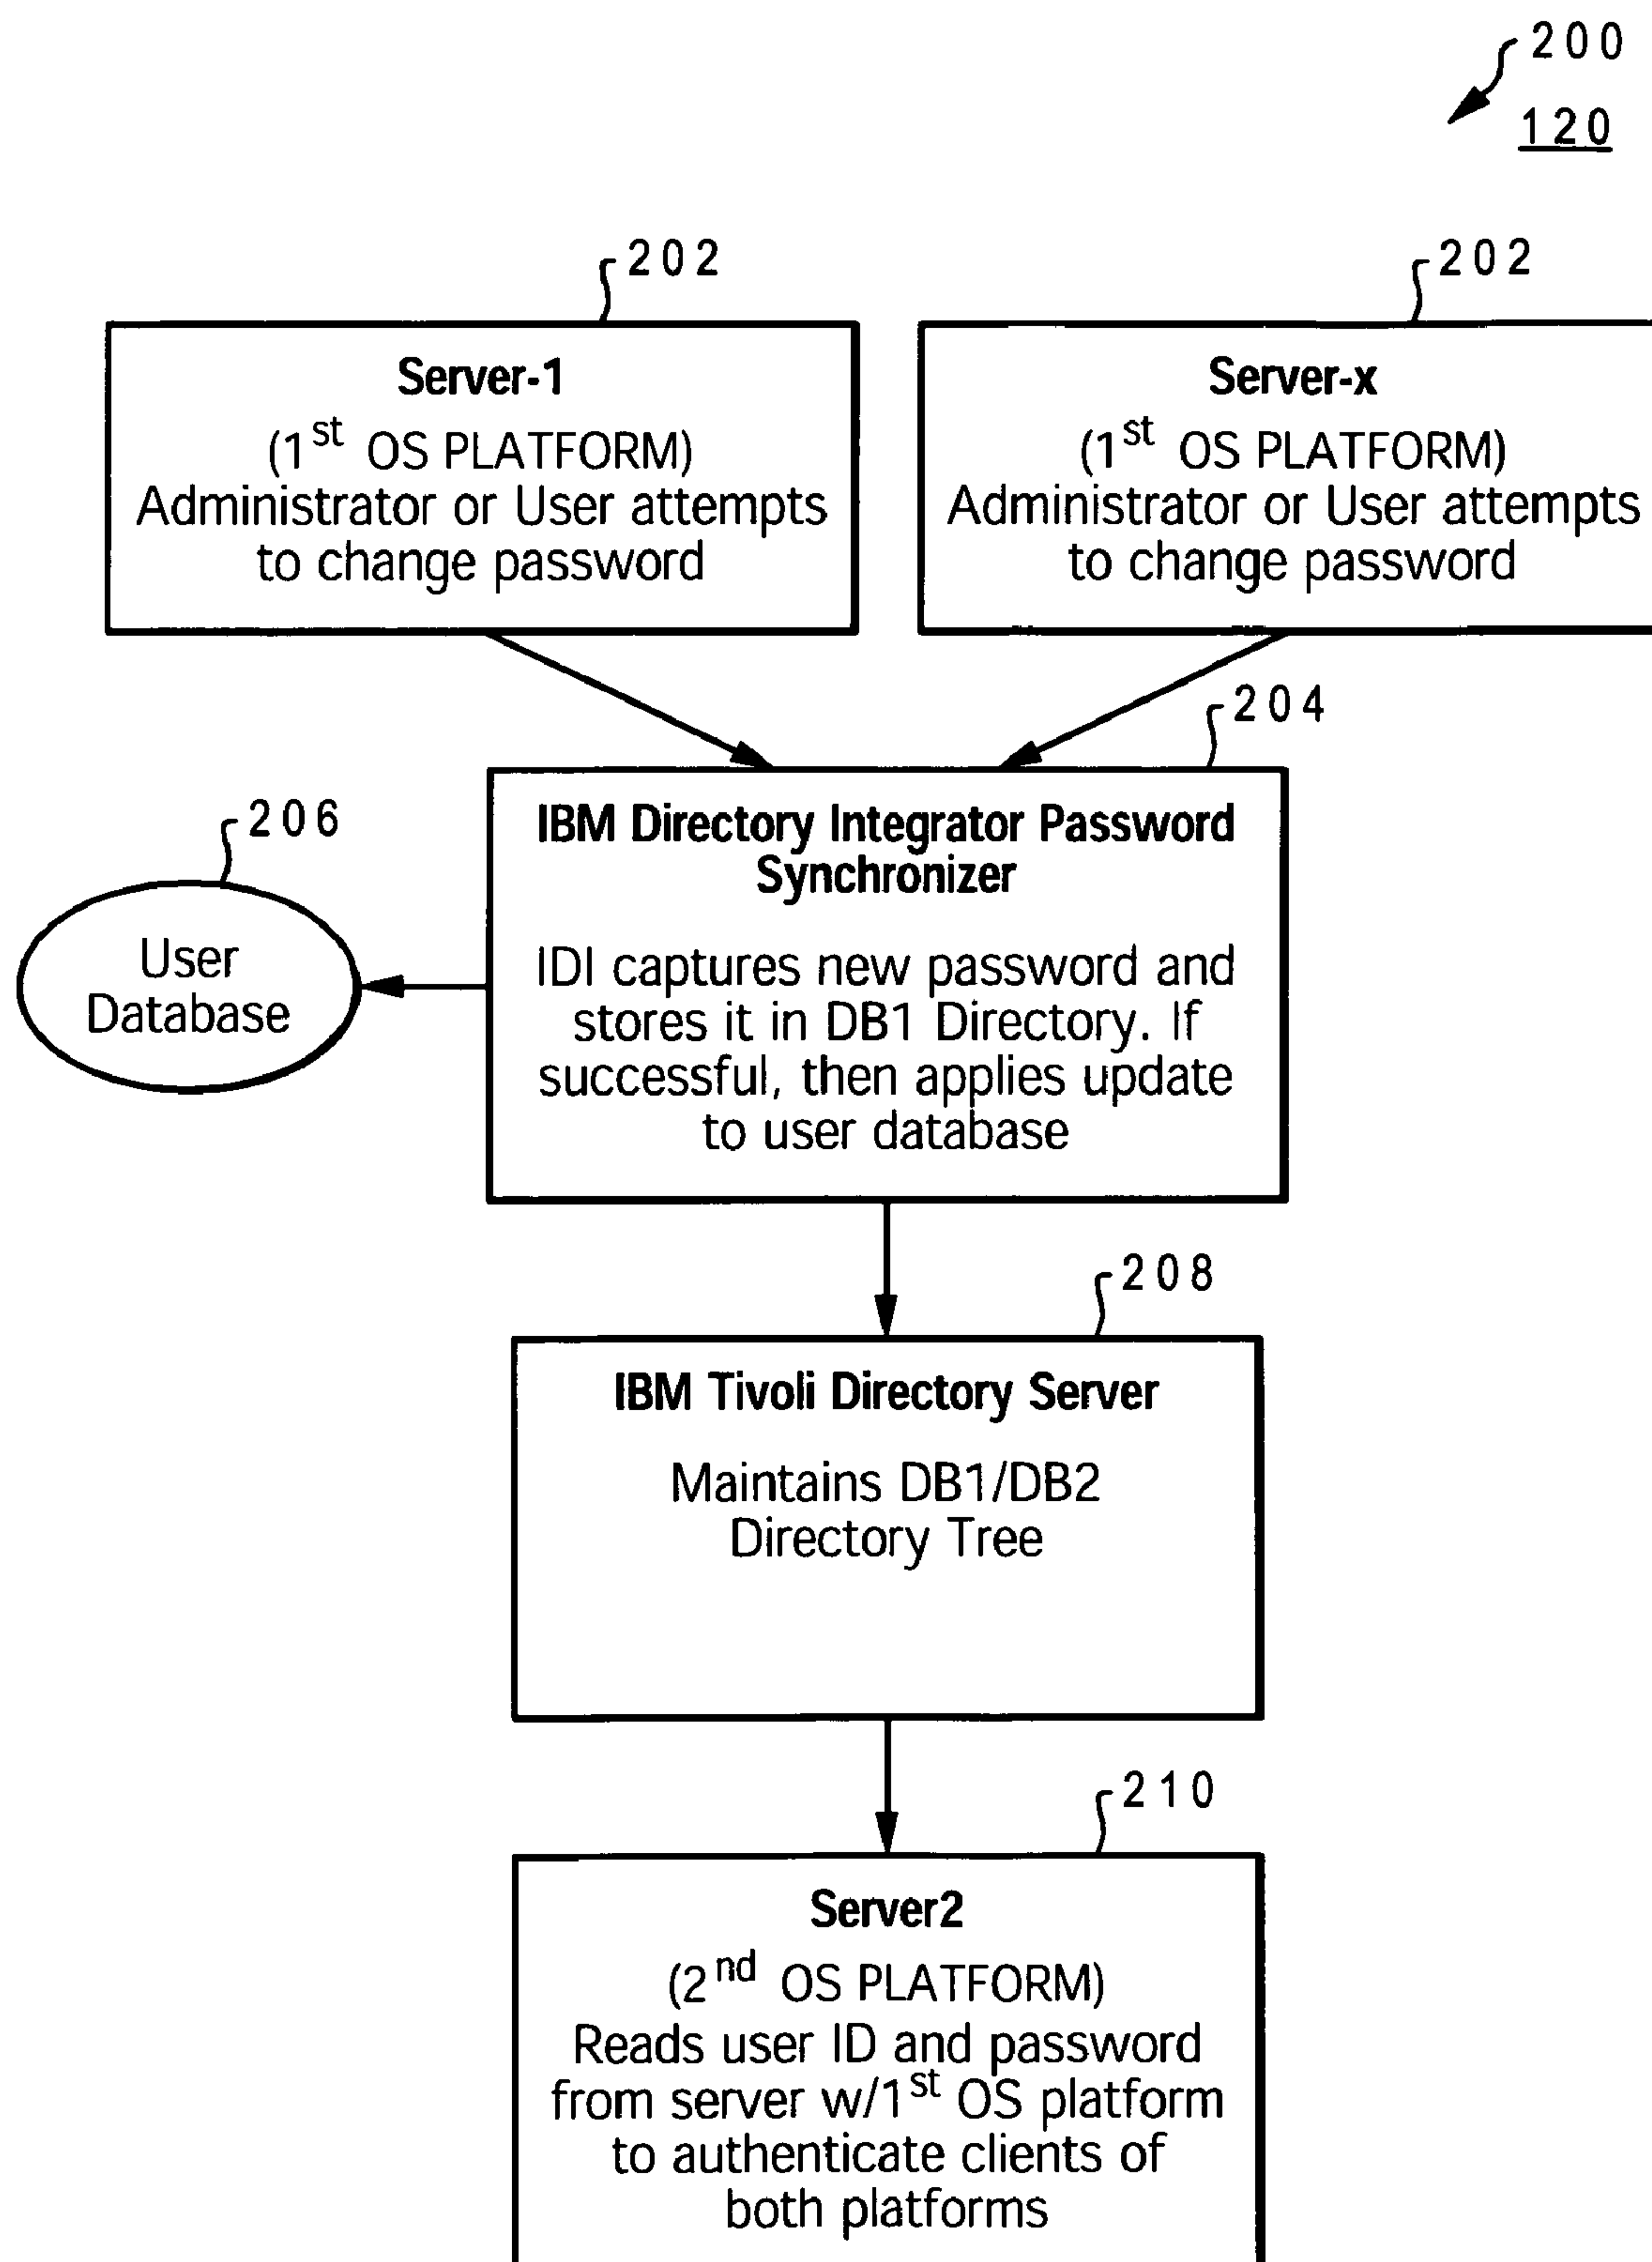 200
120
202
202
Server-1
(1st OS PLATFORM)
Administrator or User attempts
to change password
Server-x
(1st OS PLATFORM)
Administrator or User attempts
to change password
204
206
IBM Directory Integrator Password
Synchronizer
IDI captures new password and
stores it in DB1 Directory. If
successful, then applies update
to user database
User
Database
208
IBM Tivoli Directory Server
Maintains DB1/DB2
Directory Tree
210
Server2
(2nd OS PLATFORM)
Reads user ID and password
from server w/1st OS platform
to authenticate clients of
both platforms